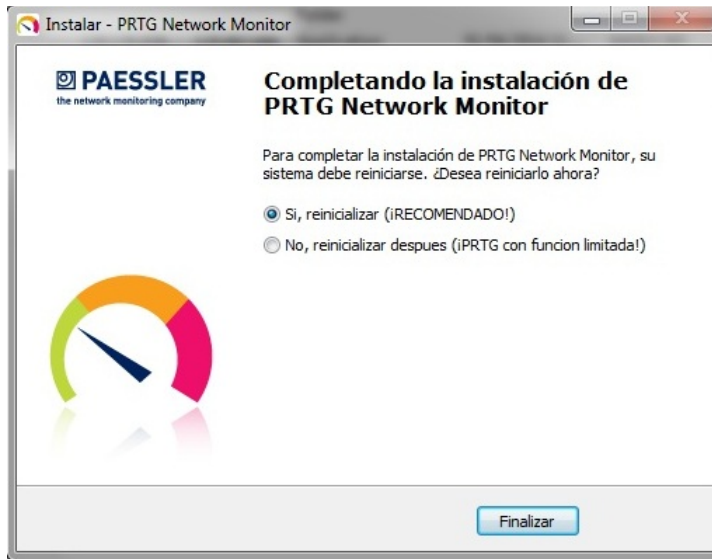 Instalar - PRTG Network Monitor
PAESSLER
the network monitoring company
Completando la instalación de
PRTG Network Monitor
Para completar la instalación de PRTG Network Monitor, su
sistema debe reiniciarse. ¿Desea reiniciarlo ahora?
Si, reinicializar (¡RECOMENDADO!)
No, reinicializar despues (¡PRTG con funcion limitada!)
Finalizar